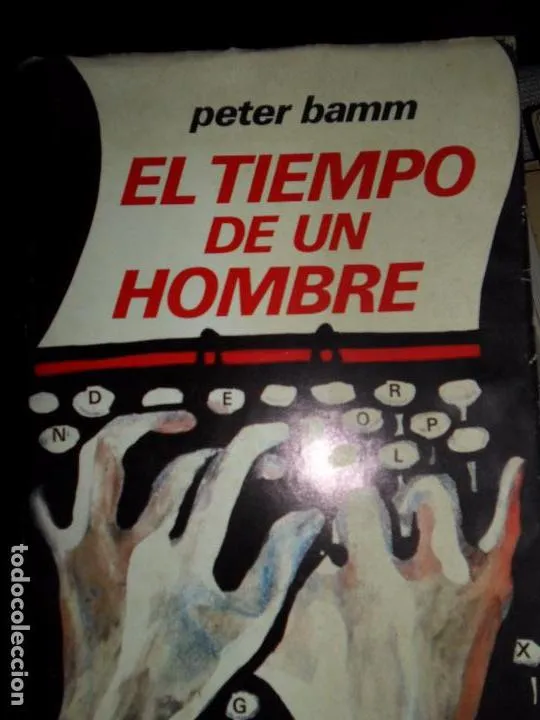 peter bamm
EL TIEMPO
DE UN
HOMBRE
D E R
N O P
L
X
G
todocoleccion